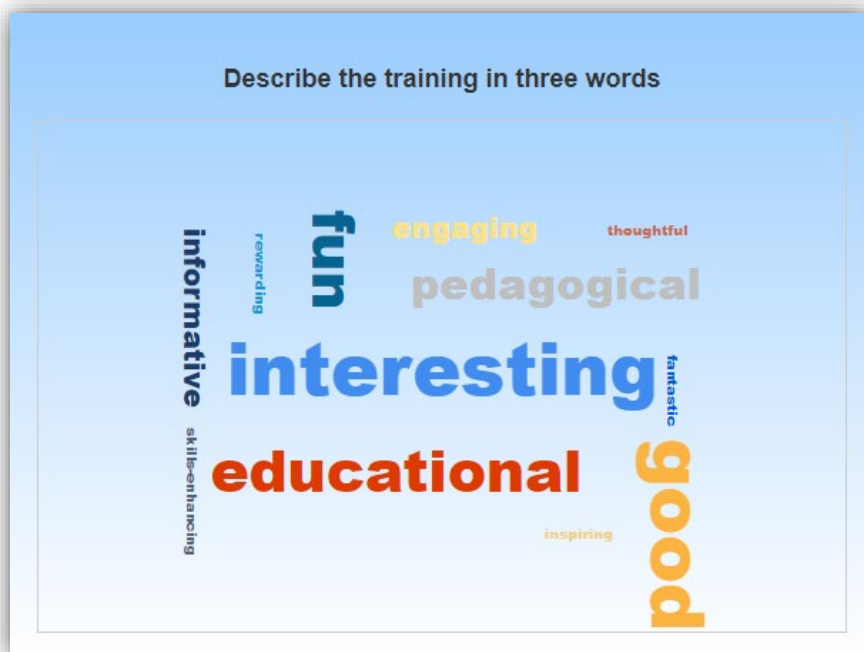 Describe the training in three words
informative
rewarding
fun
engaging
thoughtful
pedagogical
interesting
fantastic
educational
skills-enhancing
good
inspiring